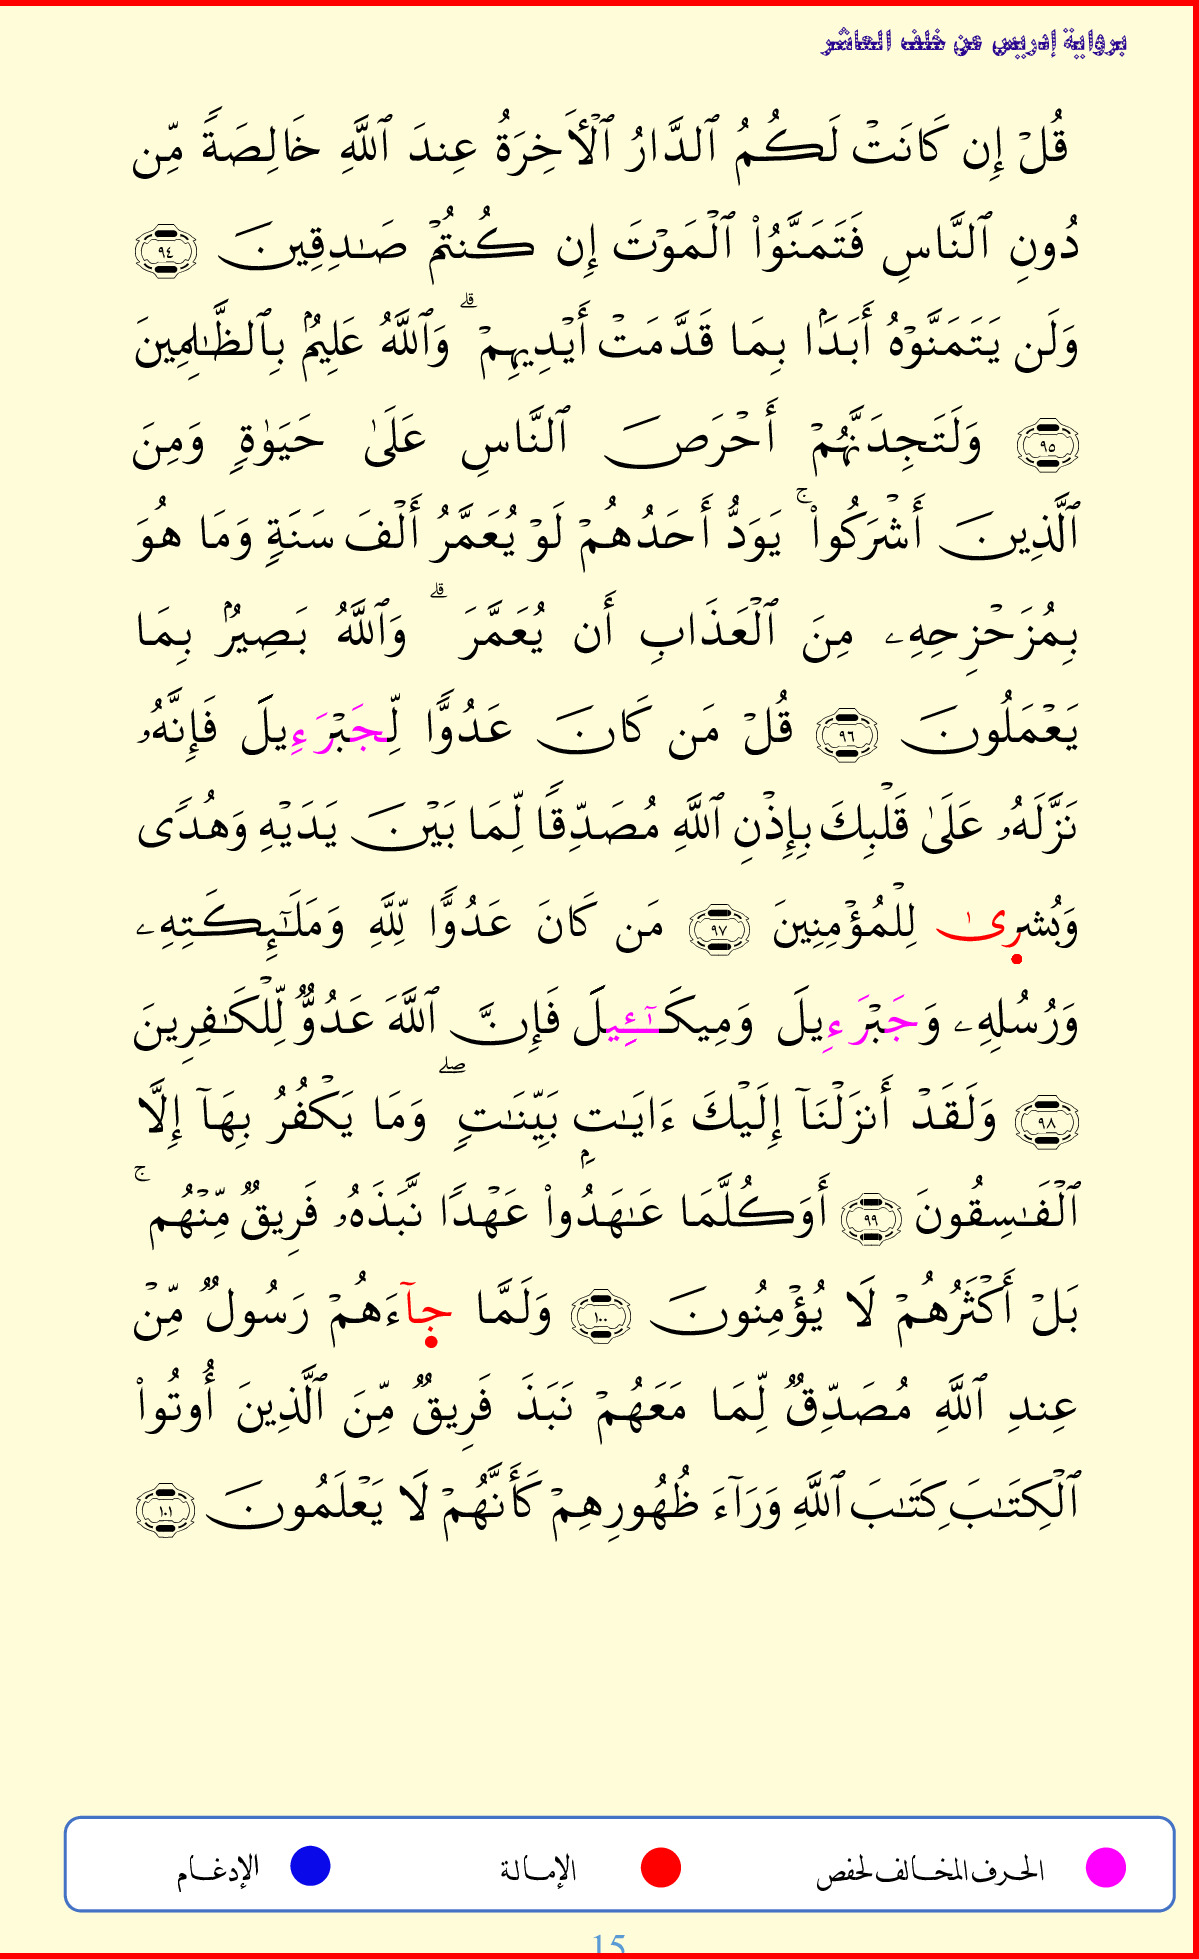 برواية إدريس عن خلف العاشر
قُلْ إِن كَانَتْ لَكُمُ ٱلدَّارُ ٱلْأَخِرَةُ عِندَ ٱللَّهِ خَالِصَةً مِّن
دُونِ ٱلنَّاسِ فَتَمَنَّوُا۟ ٱلْمَوْتَ إِن كُنتُمْ صَـٰدِقِينَ ٩٤
وَلَن يَتَمَنَّوْهُ أَبَدَۢا بِمَا قَدَّمَتْ أَيْدِيهِمْ ۗ وَٱللَّهُ عَلِيمُۢ بِٱلظَّـٰلِمِينَ
٩٥ وَلَتَجِدَنَّهُمْ أَحْرَصَ ٱلنَّاسِ عَلَىٰ حَيَوٰةٍ وَمِنَ
ٱلَّذِينَ أَشْرَكُوا۟ ۚ يَوَدُّ أَحَدُهُمْ لَوْ يُعَمَّرُ أَلْفَ سَنَةٍ وَمَا هُوَ
بِمُزَحْزِحِهِۦ مِنَ ٱلْعَذَابِ أَن يُعَمَّرَ ۗ وَٱللَّهُ بَصِيرُۢ بِمَا
يَعْمَلُونَ ٩٦ قُلْ مَن كَانَ عَدُوًّا لِّجَبْرَءِيلَ فَإِنَّهُۥ
نَزَّلَهُۥ عَلَىٰ قَلْبِكَ بِإِذْنِ ٱللَّهِ مُصَدِّقًا لِّمَا بَيْنَ يَدَيْهِ وَهُدًى
وَبُشرِىٰ لِلْمُؤْمِنِينَ ٩٧ مَن كَانَ عَدُوًّا لِّلَّهِ وَمَلَـٰٓئِكَتِهِۦ
وَرُسُلِهِۦ وَجَبْرَءِيلَ وَمِيكَـٰٓئِيلَ فَإِنَّ ٱللَّهَ عَدُوٌّ لِّلْكَـٰفِرِينَ
٩٨ وَلَقَدْ أَنزَلْنَآ إِلَيْكَ ءَايَـٰتِۭ بَيِّنَـٰتٍ ۖ وَمَا يَكْفُرُ بِهَآ إِلَّا
ٱلْفَـٰسِقُونَ ٩٩ أَوَكُلَّمَا عَـٰهَدُوا۟ عَهْدًا نَّبَذَهُۥ فَرِيقٌ مِّنْهُم ۚ
بَلْ أَكْثَرُهُمْ لَا يُؤْمِنُونَ ١٠٠ وَلَمَّا جآءَهُمْ رَسُولٌ مِّنْ
عِندِ ٱللَّهِ مُصَدِّقٌ لِّمَا مَعَهُمْ نَبَذَ فَرِيقٌ مِّنَ ٱلَّذِينَ أُوتُوا۟
ٱلْكِتَـٰبَ كِتَـٰبَ ٱللَّهِ وَرَآءَ ظُهُورِهِمْ كَأَنَّهُمْ لَا يَعْلَمُونَ ١٠١
الحرف المخالف لحفص الإمالة الإدغام
15